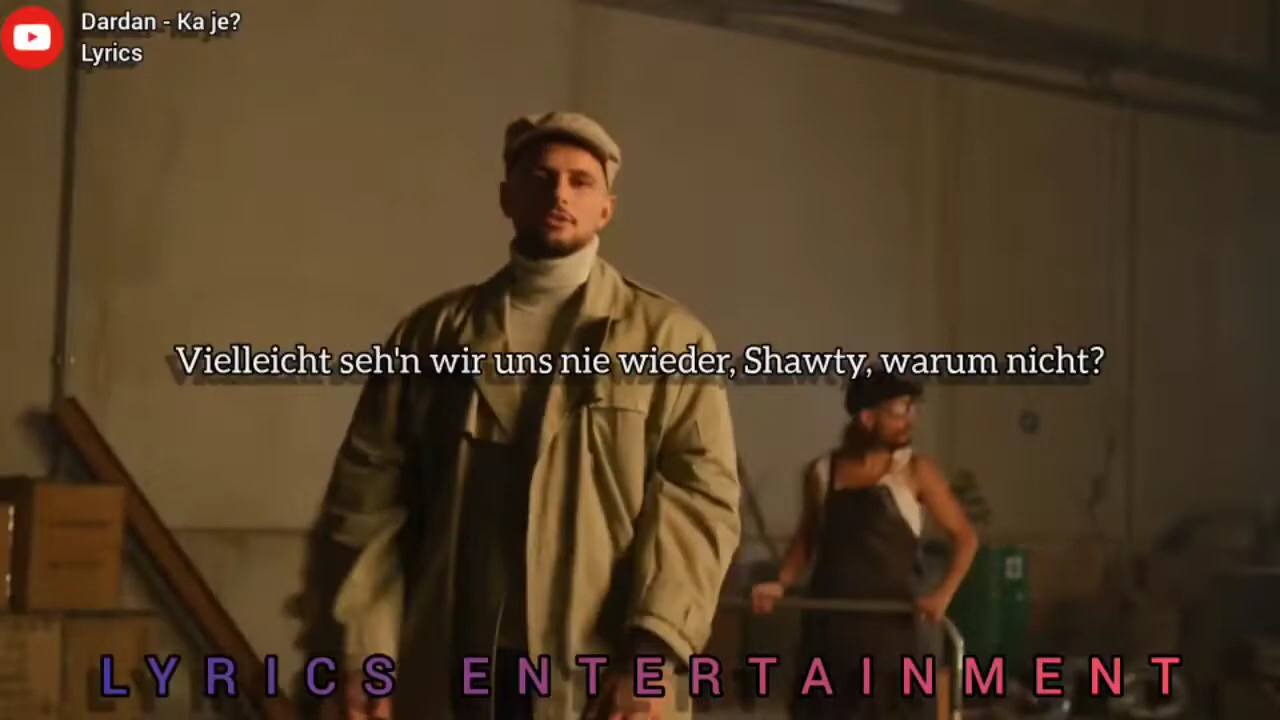 Dardan - Ka je?
Lyrics
Vielleicht seh'n wir uns nie wieder, Shawty, warum nicht?
LYRICS ENTERTAINMENT